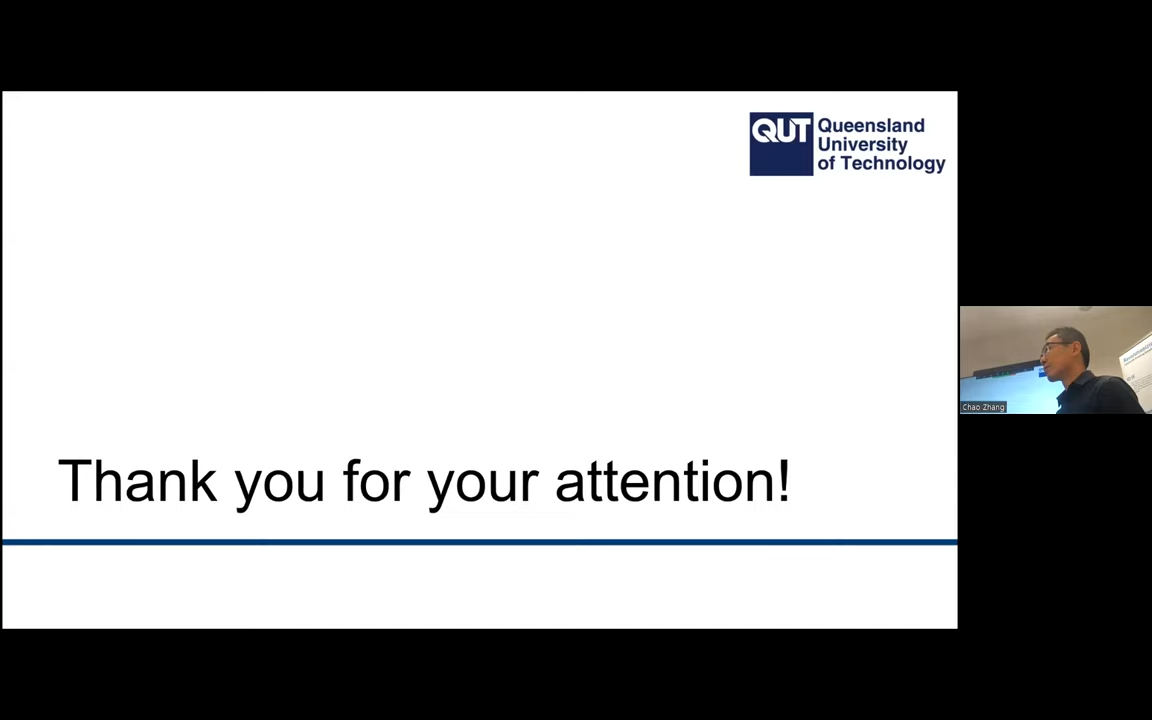 QUT
Queensland
University
of Technology
Thank you for your attention!
Chao Zhang